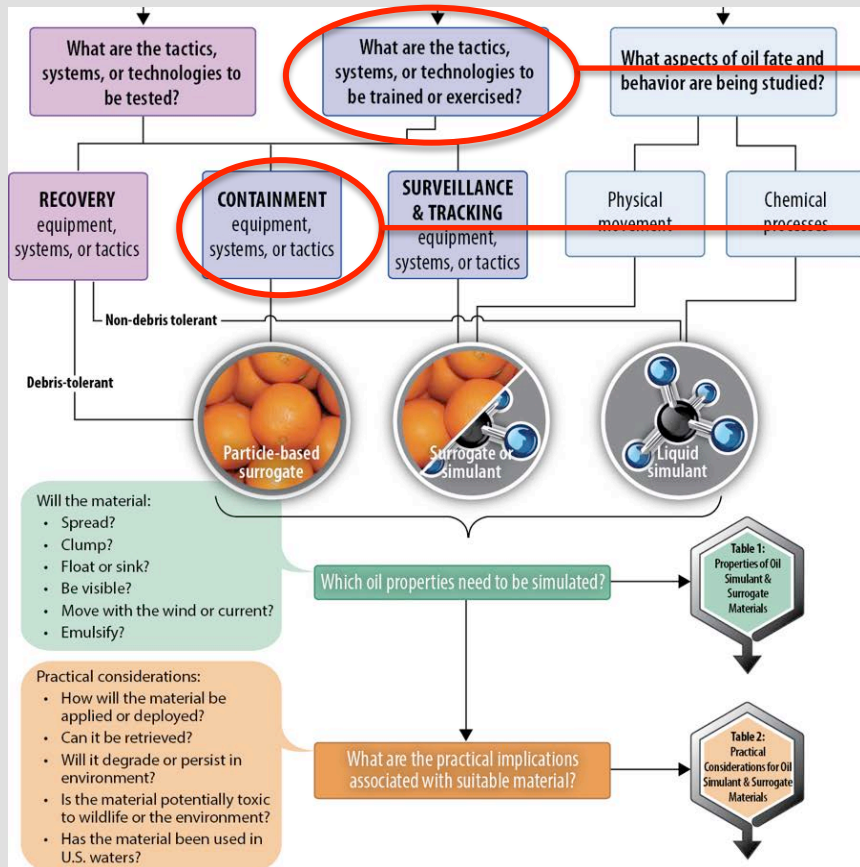 What are the tactics,
systems, or technologies to
be tested?
What are the tactics,
systems, or technologies to
be trained or exercised?
What aspects of oil fate and
behavior are being studied?
RECOVERY
equipment,
systems, or tactics
CONTAINMENT
equipment,
systems, or tactics
SURVEILLANCE
& TRACKING
equipment,
systems, or tactics
Physical
movement
Chemical
processes
Non-debris tolerant
Debris-tolerant
Particle-based
surrogate
Surrogate or
simulant
Liquid
simulant
Will the material:
• Spread?
• Clump?
• Float or sink?
• Be visible?
• Move with the wind or current?
• Emulsify?
Which oil properties need to be simulated?
Table 1:
Properties of Oil
Simulant &
Surrogate
Materials
Practical considerations:
• How will the material be
applied or deployed?
• Can it be retrieved?
• Will it degrade or persist in
environment?
• Is the material potentially toxic
to wildlife or the environment?
• Has the material been used in
U.S. waters?
What are the practical implications
associated with suitable material?
Table 2:
Practical
Considerations for Oil
Simulant & Surrogate
Materials